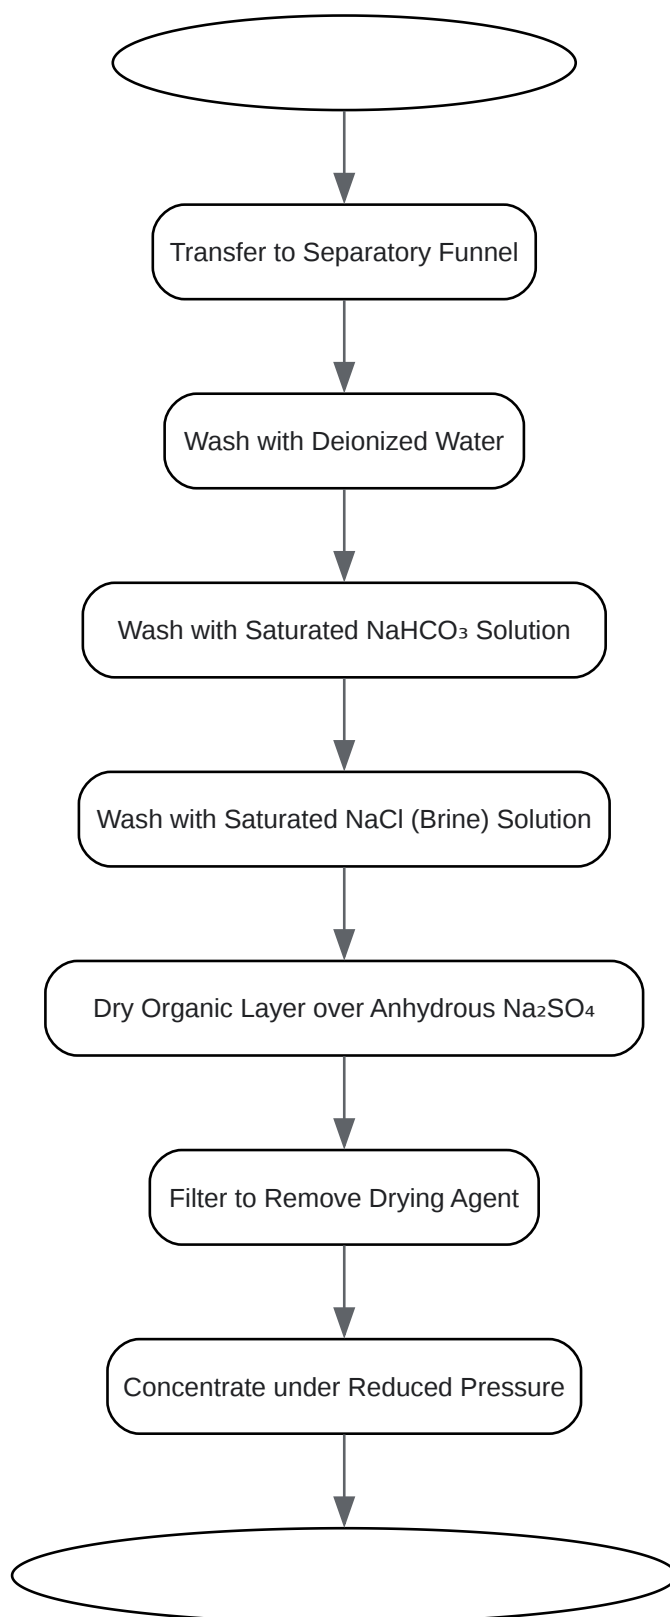 Transfer to Separatory Funnel
Wash with Deionized Water
Wash with Saturated NaHCO₃ Solution
Wash with Saturated NaCl (Brine) Solution
Dry Organic Layer over Anhydrous Na₂SO₄
Filter to Remove Drying Agent
Concentrate under Reduced Pressure